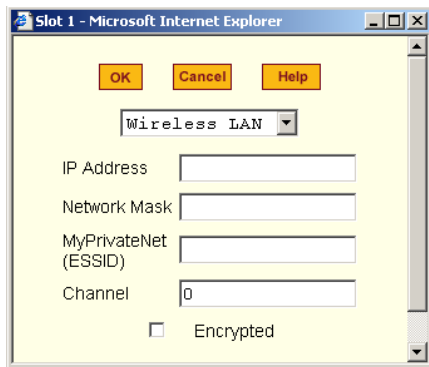 Slot 1 - Microsoft Internet Explorer
OK Cancel Help
Wireless LAN
IP Address
Network Mask
MyPrivateNet
(ESSID)
Channel 0
Encrypted